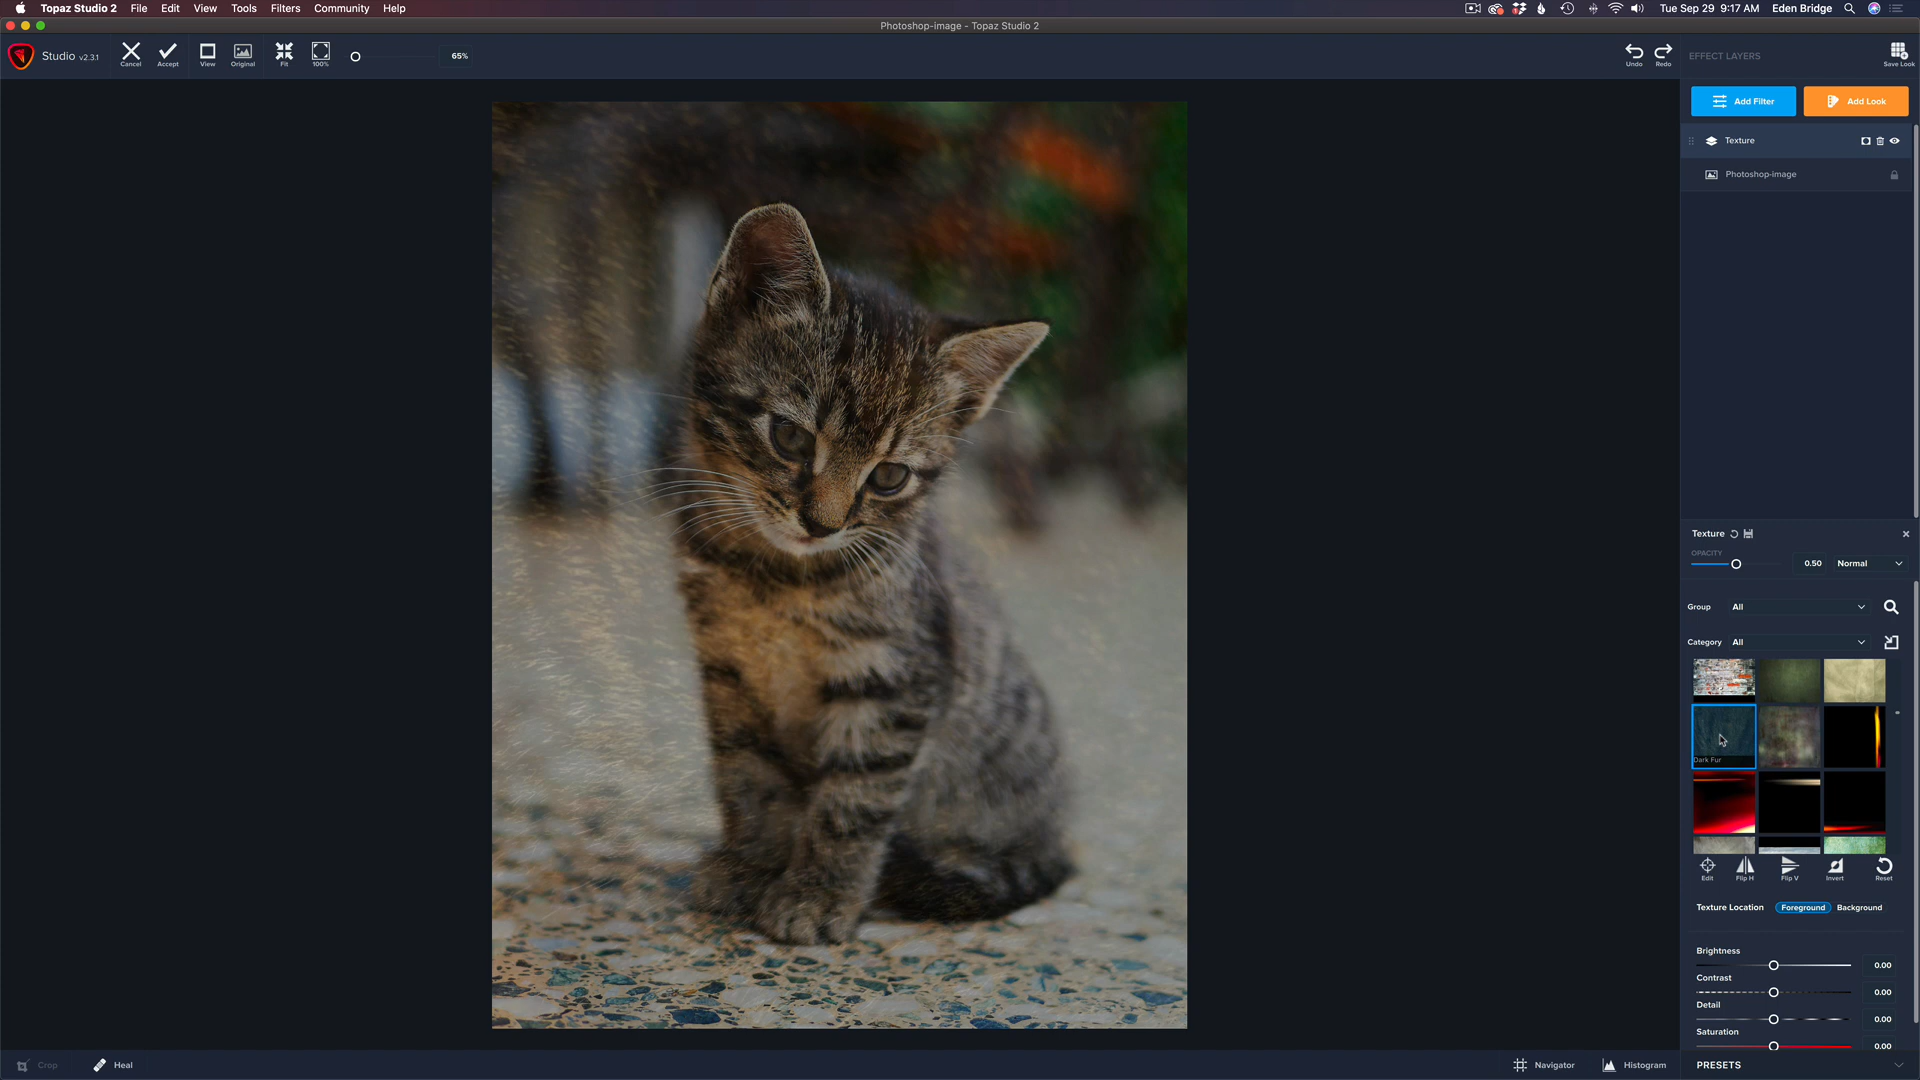 Topaz Studio 2 File Edit View Tools Filters Community Help
Tue Sep 29 9:17 AM Eden Bridge
Photoshop-image - Topaz Studio 2
Studio v2.3.1
Cancel Accept View Original Fit 100%
65%
Undo Redo
EFFECT LAYERS
Save Look
Add Filter Add Look
Texture
Photoshop-image
Texture
OPACITY
0.50 Normal
Group All
Category All
Dark Fur
Edit Flip H Flip V Invert Reset
Texture Location Foreground Background
Brightness
0.00
Contrast
0.00
Detail
0.00
Saturation
0.00
Crop Heal
Navigator Histogram
PRESETS